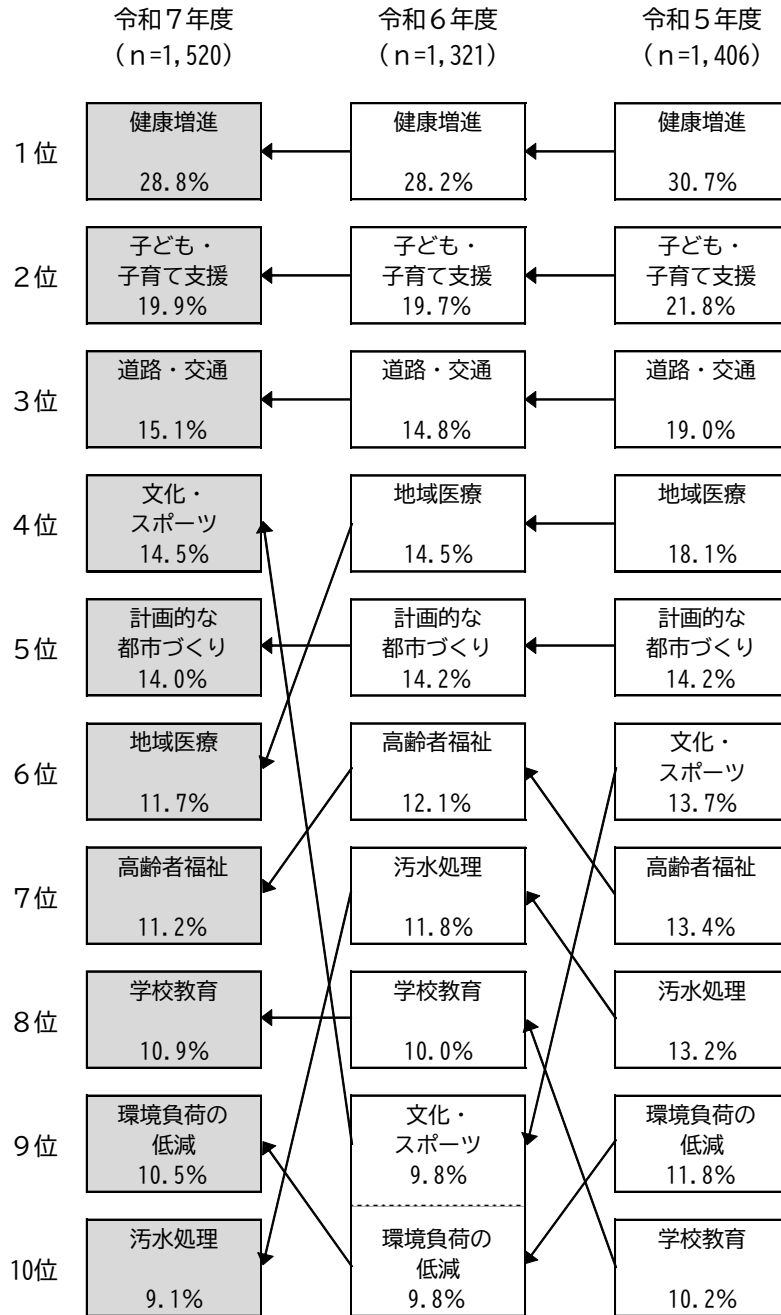 令和７年度 令和６年度 令和５年度
（ｎ=1,520） （ｎ=1,321） （ｎ=1,406）
1位
健康増進 健康増進 健康増進
28.8% 28.2% 30.7%
2位
子ども・ 子ども・ 子ども・
子育て支援 子育て支援 子育て支援
19.9% 19.7% 21.8%
3位
道路・交通 道路・交通 道路・交通
15.1% 14.8% 19.0%
4位
文化・
スポーツ
14.5%
地域医療 地域医療
14.5% 18.1%
5位
計画的な 計画的な 計画的な
都市づくり 都市づくり 都市づくり
14.0% 14.2% 14.2%
6位
地域医療
11.7%
高齢者福祉
12.1%
文化・
スポーツ
13.7%
7位
高齢者福祉 汚水処理 高齢者福祉
11.2% 11.8% 13.4%
8位
学校教育 学校教育 汚水処理
10.9% 10.0% 13.2%
9位
環境負荷の 文化・ 環境負荷の
低減 スポーツ 低減
10.5% 9.8% 11.8%
10位
汚水処理
9.1%
環境負荷の
低減
9.8%
学校教育
10.2%